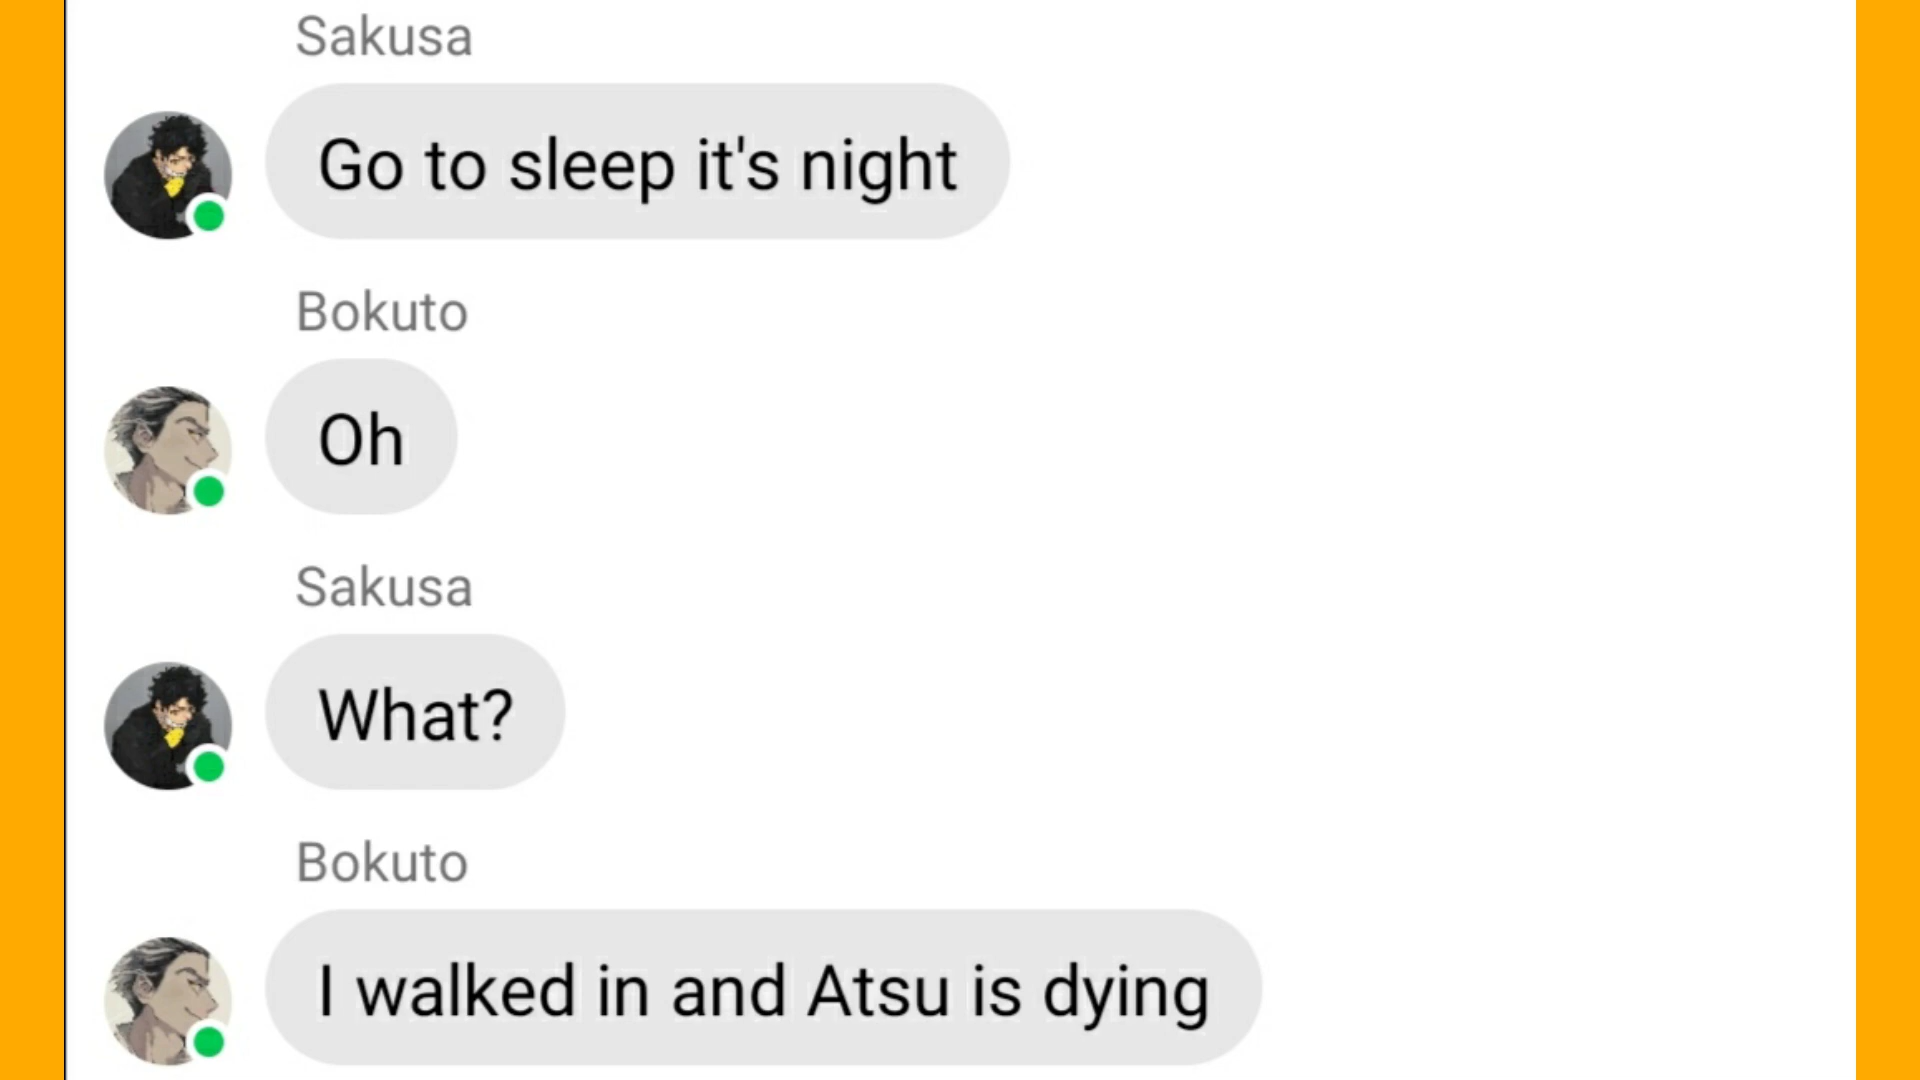 Sakusa
Go to sleep it's night
Bokuto
Oh
Sakusa
What?
Bokuto
I walked in and Atsu is dying